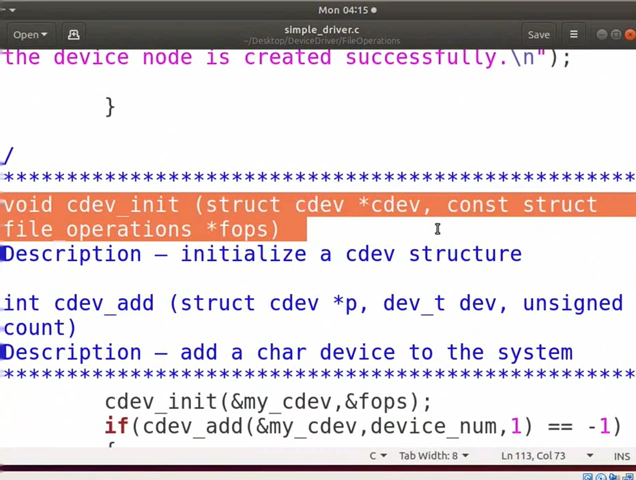 Mon 04:15
Open
simple_driver.c
~/Desktop/DeviceDriver/FileOperations
Save
the device node is created successfully.\n");
}
/
**************************************************
void cdev_init (struct cdev *cdev, const struct
file_operations *fops)
Description – initialize a cdev structure
int cdev_add (struct cdev *p, dev_t dev, unsigned
count)
Description – add a char device to the system
**************************************************
cdev_init(&my_cdev,&fops);
if(cdev_add(&my_cdev,device_num,1) == -1)
{
C Tab Width: 8 Ln 113, Col 73 INS